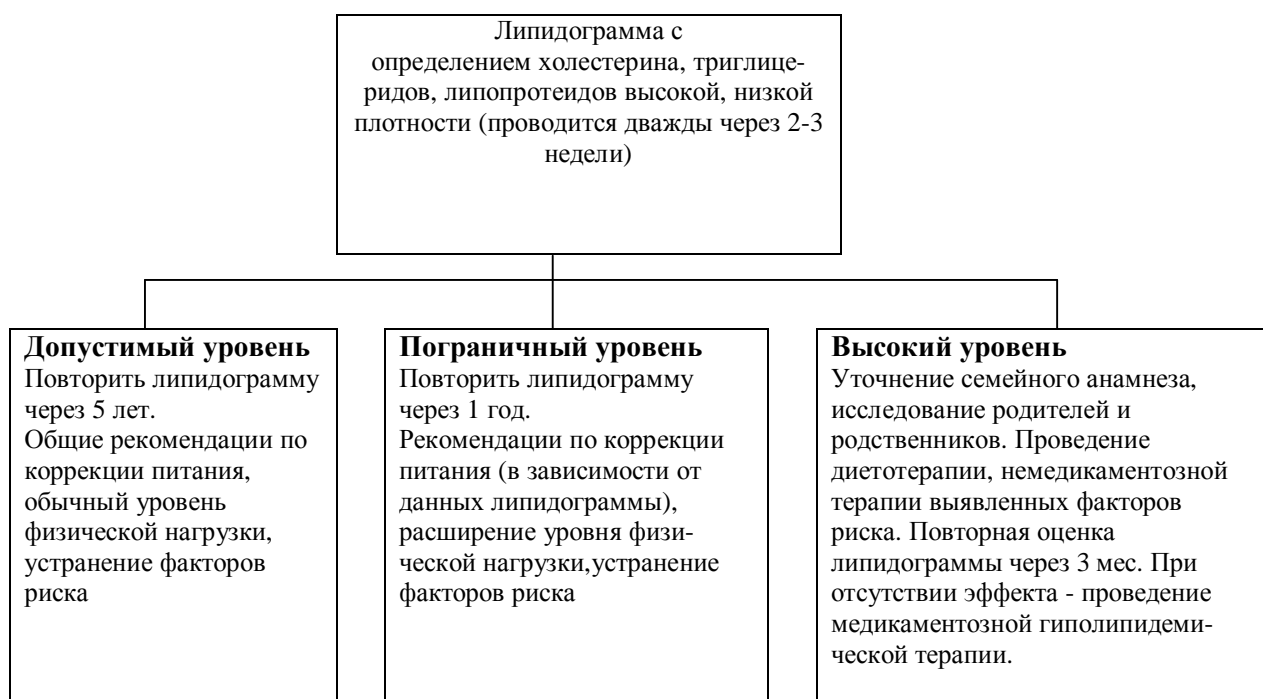 Липидограмма с
определением холестерина, триглице-
ридов, липопротеидов высокой, низкой
плотности (проводится дважды через 2-3
недели)
Допустимый уровень
Повторить липидограмму
через 5 лет.
Общие рекомендации по
коррекции питания,
обычный уровень
физической нагрузки,
устранение факторов
риска
Пограничный уровень
Повторить липидограмму
через 1 год.
Рекомендации по коррекции
питания (в зависимости от
данных липидограммы),
расширение уровня физи-
ческой нагрузки,устранение
факторов риска
Высокий уровень
Уточнение семейного анамнеза,
исследование родителей и
родственников. Проведение
диетотерапии, немедикаментозной
терапии выявленных факторов
риска. Повторная оценка
липидограммы через 3 мес. При
отсутствии эффекта - проведение
медикаментозной гиполипидеми-
ческой терапии.